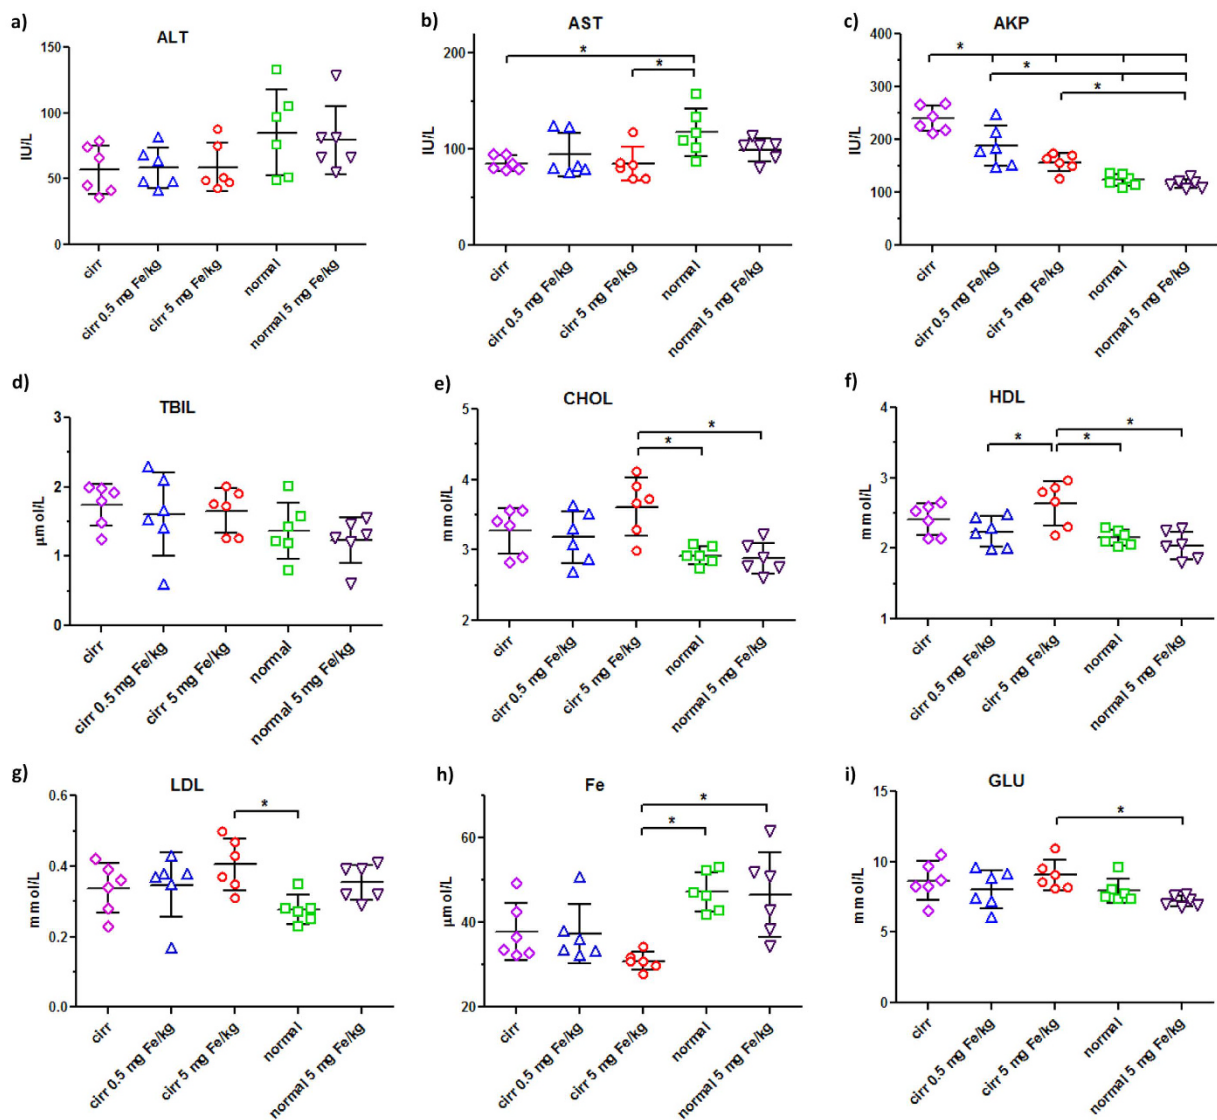 a)
ALT
IU/L
150
100
50
0
cirr
cirr 0.5 mg Fe/kg
cirr 5 mg Fe/kg
normal
normal 5 mg Fe/kg
b)
AST
IU/L
200
100
0
*
*
cirr
cirr 0.5 mg Fe/kg
cirr 5 mg Fe/kg
normal
normal 5 mg Fe/kg
c)
AKP
IU/L
400
300
200
100
0
*
*
*
cirr
cirr 0.5 mg Fe/kg
cirr 5 mg Fe/kg
normal
normal 5 mg Fe/kg
d)
TBIL
µmol/L
3
2
1
0
cirr
cirr 0.5 mg Fe/kg
cirr 5 mg Fe/kg
normal
normal 5 mg Fe/kg
e)
CHOL
mmol/L
5
4
3
2
*
*
cirr
cirr 0.5 mg Fe/kg
cirr 5 mg Fe/kg
normal
normal 5 mg Fe/kg
f)
HDL
mmol/L
4
3
2
1
*
*
*
cirr
cirr 0.5 mg Fe/kg
cirr 5 mg Fe/kg
normal
normal 5 mg Fe/kg
g)
LDL
mmol/L
0.6
0.4
0.2
0.0
*
cirr
cirr 0.5 mg Fe/kg
cirr 5 mg Fe/kg
normal
normal 5 mg Fe/kg
h)
Fe
µmol/L
60
40
20
*
*
cirr
cirr 0.5 mg Fe/kg
cirr 5 mg Fe/kg
normal
normal 5 mg Fe/kg
i)
GLU
mmol/L
15
10
5
0
*
cirr
cirr 0.5 mg Fe/kg
cirr 5 mg Fe/kg
normal
normal 5 mg Fe/kg